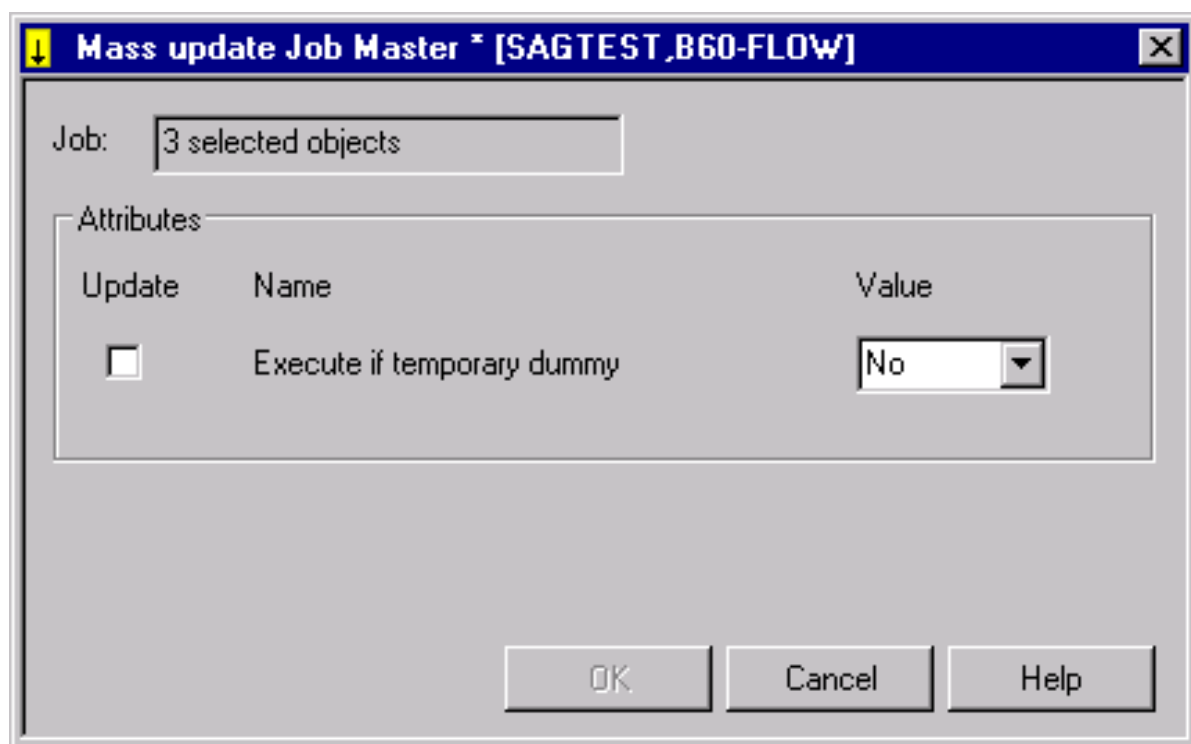 Mass update Job Master * [SAGTEST,B60-FLOW]
Job: 3 selected objects
Attributes
Update Name Value
Execute if temporary dummy No
OK Cancel Help